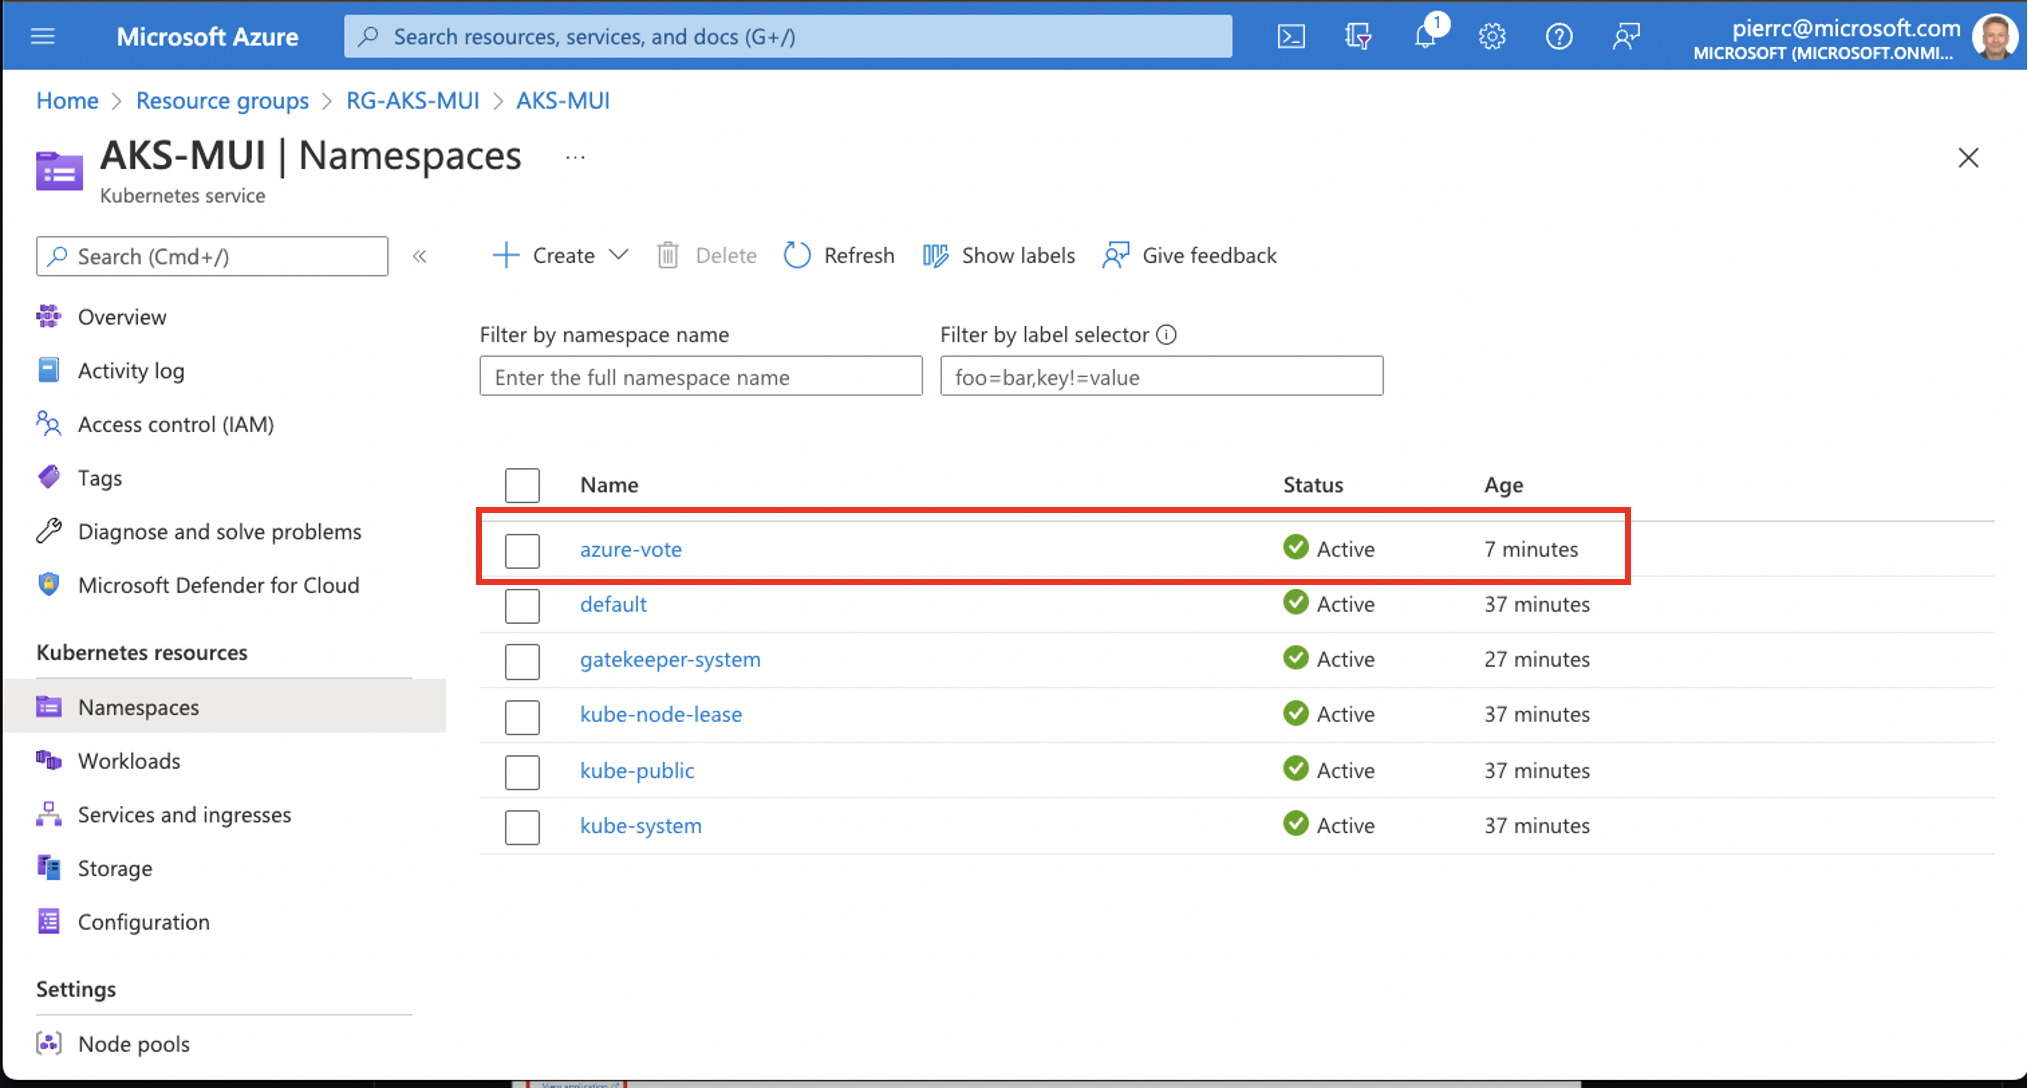 Microsoft Azure
Search resources, services, and docs (G+/)
1
pierrc@microsoft.com
MICROSOFT (MICROSOFT.ONMI...
Home > Resource groups > RG-AKS-MUI > AKS-MUI
AKS-MUI | Namespaces ...
Kubernetes service
Search (Cmd+/)
«
Create
Delete
Refresh
Show labels
Give feedback
Overview
Activity log
Access control (IAM)
Tags
Diagnose and solve problems
Microsoft Defender for Cloud
Kubernetes resources
Namespaces
Workloads
Services and ingresses
Storage
Configuration
Settings
Node pools
Filter by namespace name
Enter the full namespace name
Filter by label selector
foo=bar,key!=value
Name Status Age
azure-vote Active 7 minutes
default Active 37 minutes
gatekeeper-system Active 27 minutes
kube-node-lease Active 37 minutes
kube-public Active 37 minutes
kube-system Active 37 minutes
View application